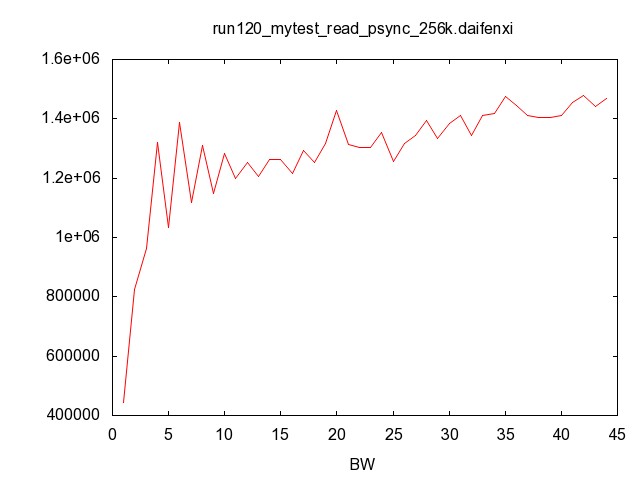 run120_mytest_read_psync_256k.daifenxi
1.6e+06
1.4e+06
1.2e+06
1e+06
800000
600000
400000
0 5 10 15 20 25 30 35 40 45
BW